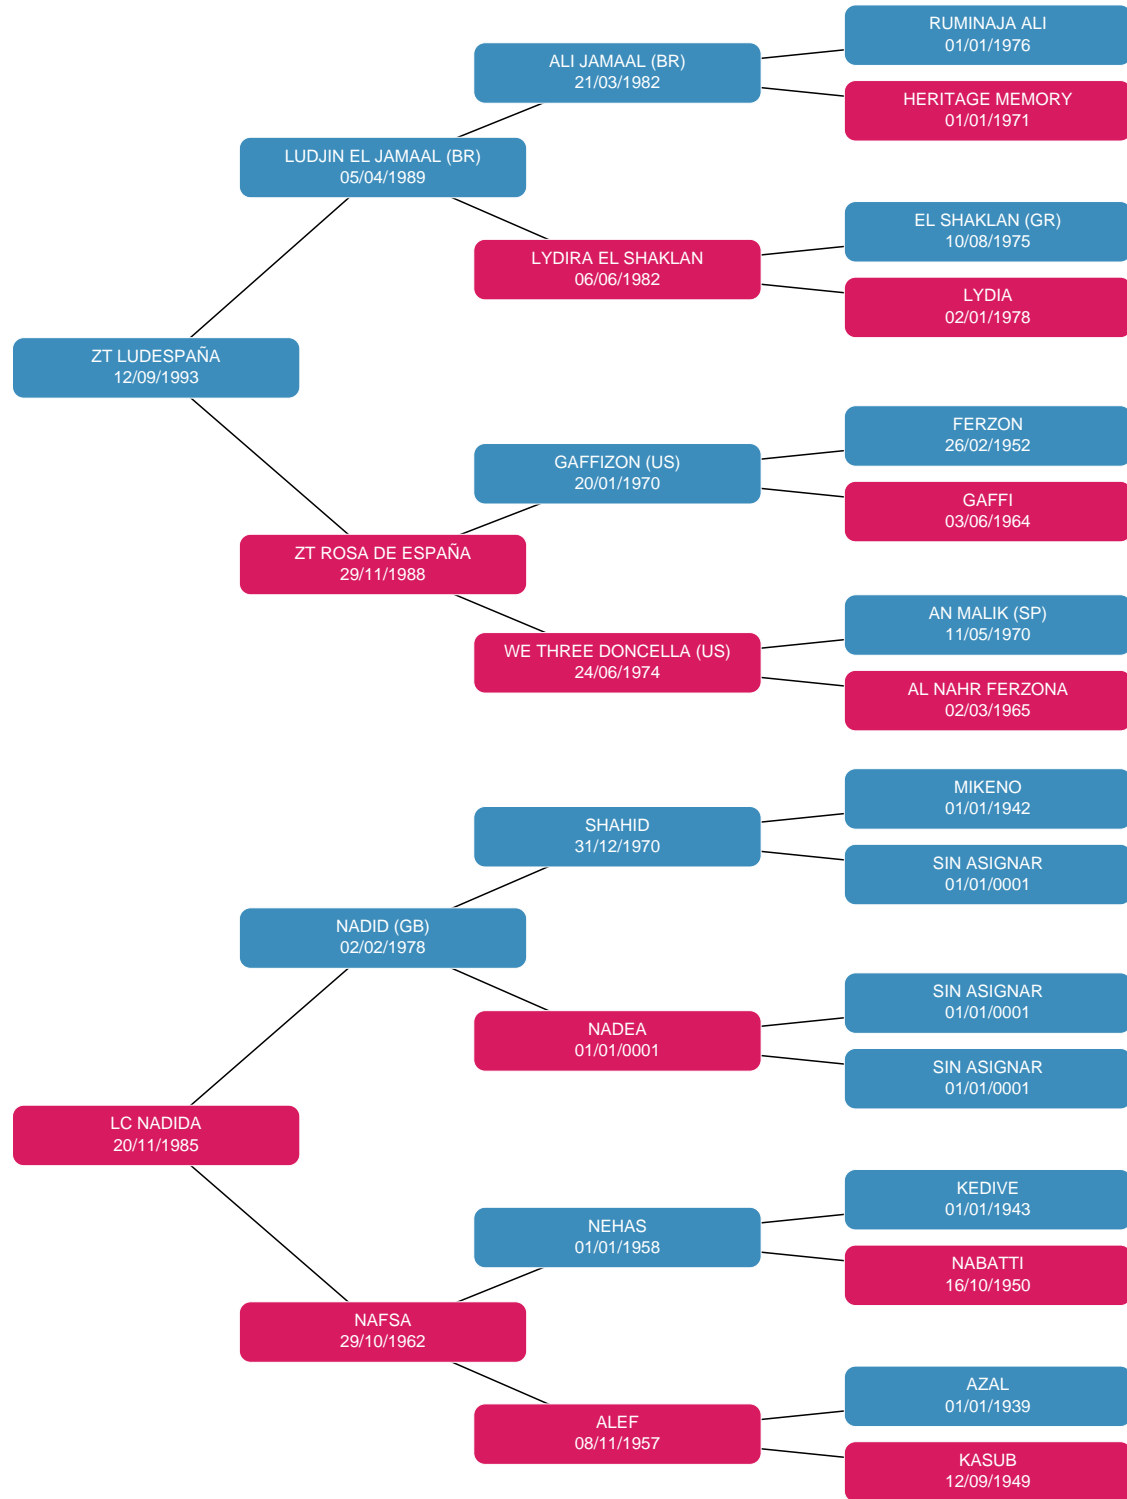 RUMINAJA ALI
01/01/1976
ALI JAMAAL (BR)
21/03/1982
HERITAGE MEMORY
01/01/1971
LUDJIN EL JAMAAL (BR)
05/04/1989
EL SHAKLAN (GR)
10/08/1975
LYDIRA EL SHAKLAN
06/06/1982
LYDIA
02/01/1978
ZT LUDESPAÑA
12/09/1993
FERZON
26/02/1952
GAFFIZON (US)
20/01/1970
GAFFI
03/06/1964
ZT ROSA DE ESPAÑA
29/11/1988
AN MALIK (SP)
11/05/1970
WE THREE DONCELLA (US)
24/06/1974
AL NAHR FERZONA
02/03/1965
MIKENO
01/01/1942
SHAHID
31/12/1970
SIN ASIGNAR
01/01/0001
NADID (GB)
02/02/1978
SIN ASIGNAR
01/01/0001
NADEA
01/01/0001
SIN ASIGNAR
01/01/0001
LC NADIDA
20/11/1985
KEDIVE
01/01/1943
NEHAS
01/01/1958
NABATTI
16/10/1950
NAFSA
29/10/1962
AZAL
01/01/1939
ALEF
08/11/1957
KASUB
12/09/1949